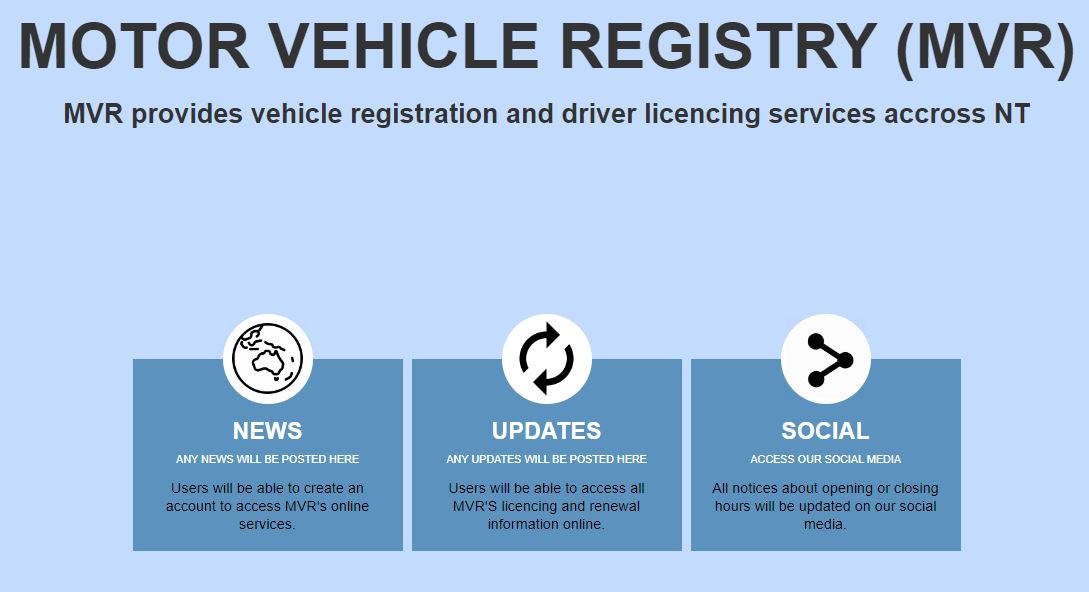 MOTOR VEHICLE REGISTRY (MVR)
MVR provides vehicle registration and driver licencing services accross NT
NEWS
ANY NEWS WILL BE POSTED HERE
Users will be able to create an
account to access MVR's online
services.
UPDATES
ANY UPDATES WILL BE POSTED HERE
Users will be able to access all
MVR'S licencing and renewal
information online.
SOCIAL
ACCESS OUR SOCIAL MEDIA
All notices about opening or closing
hours will be updated on our social
media.